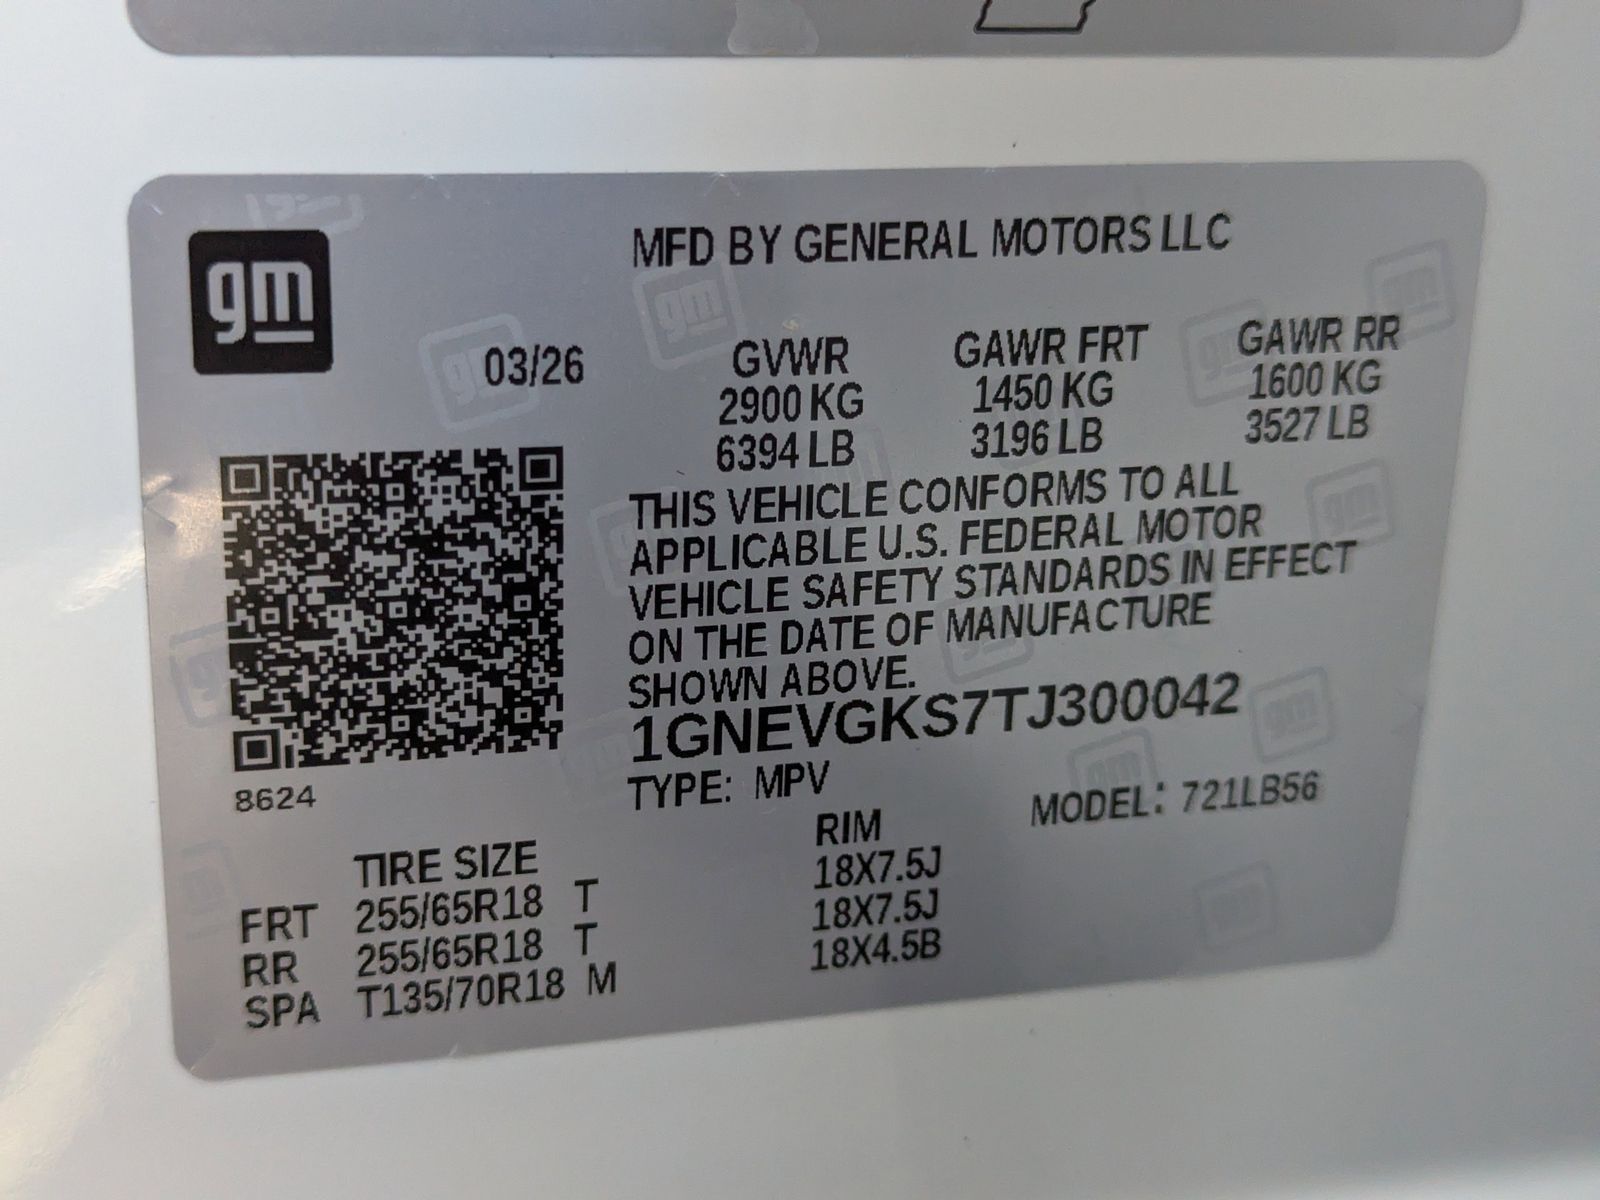 gm
MFD BY GENERAL MOTORS LLC
03/26
GVWR GAWR FRT GAWR RR
2900 KG 1450 KG 1600 KG
6394 LB 3196 LB 3527 LB
THIS VEHICLE CONFORMS TO ALL
APPLICABLE U.S. FEDERAL MOTOR
VEHICLE SAFETY STANDARDS IN EFFECT
ON THE DATE OF MANUFACTURE
SHOWN ABOVE.
1GNEVGKS7TJ300042
TYPE: MPV MODEL: 721LB56
8624
TIRE SIZE RIM
FRT 255/65R18 T 18X7.5J
RR 255/65R18 T 18X7.5J
SPA T135/70R18 M 18X4.5B